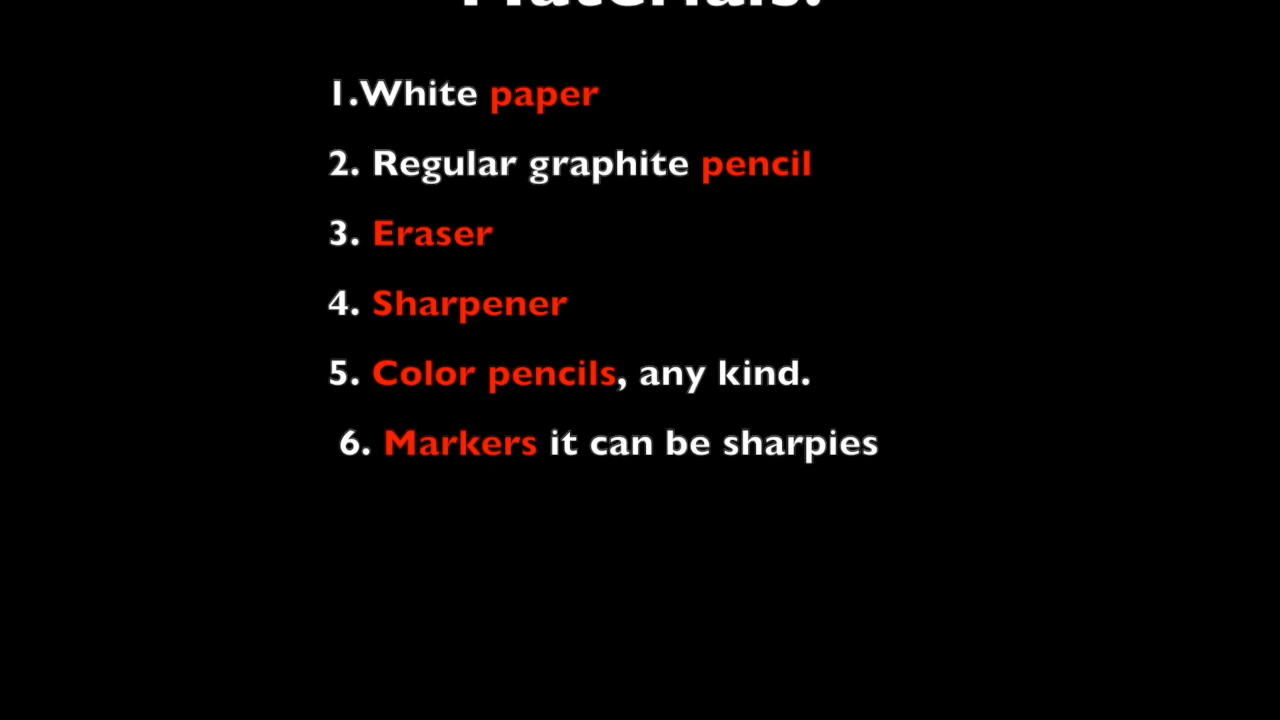 Materials:
1.White paper
2. Regular graphite pencil
3. Eraser
4. Sharpener
5. Color pencils, any kind.
6. Markers it can be sharpies